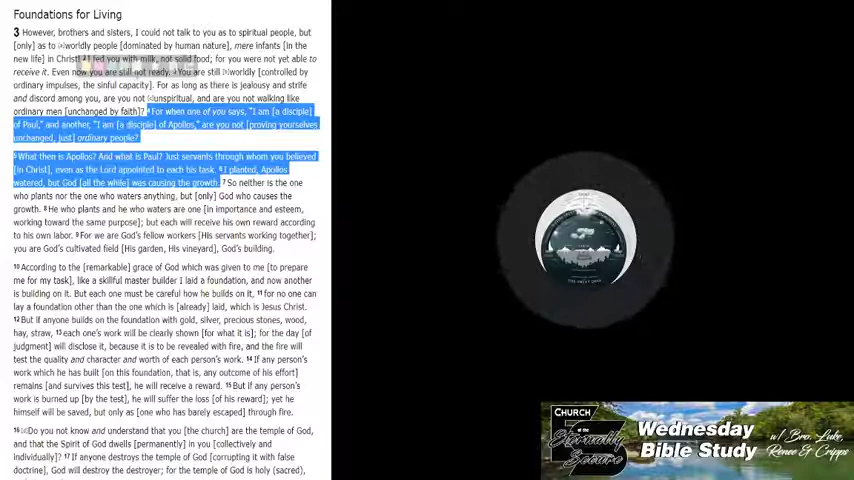 Foundations for Living
3 However, brothers and sisters, I could not talk to you as to spiritual people, but
[only] as to [a]worldly people [dominated by human nature], mere infants [in the
new life] in Christ! 2 I fed you with milk, not solid food; for you were not yet able to
receive it. Even now you are still not ready. 3 You are still [b]worldly [controlled by
ordinary impulses, the sinful capacity]. For as long as there is jealousy and strife
and discord among you, are you not [c]unspiritual, and are you not walking like
ordinary men [unchanged by faith]? 4 For when one of you says, "I am [a disciple]
of Paul," and another, "I am [a disciple] of Apollos," are you not [proving yourselves
unchanged, just] ordinary people?
5 What then is Apollos? And what is Paul? Just servants through whom you believed
[in Christ], even as the Lord appointed to each his task. 6 I planted, Apollos
watered, but God [all the while] was causing the growth. 7 So neither is the one
who plants nor the one who waters anything, but [only] God who causes the
growth. 8 He who plants and he who waters are one [in importance and esteem,
working toward the same purpose]; but each will receive his own reward according
to his own labor. 9 For we are God's fellow workers [His servants working together];
you are God's cultivated field [His garden, His vineyard], God's building.
10 According to the [remarkable] grace of God which was given to me [to prepare
me for my task], like a skillful master builder I laid a foundation, and now another
is building on it. But each one must be careful how he builds on it, 11 for no one can
lay a foundation other than the one which is [already] laid, which is Jesus Christ.
12 But if anyone builds on the foundation with gold, silver, precious stones, wood,
hay, straw, 13 each one's work will be clearly shown [for what it is]; for the day [of
judgment] will disclose it, because it is to be revealed with fire, and the fire will
test the quality and character and worth of each person's work. 14 If any person's
work which he has built [on this foundation, that is, any outcome of his effort]
remains [and survives this test], he will receive a reward. 15 But if any person's
work is burned up [by the test], he will suffer the loss [of his reward]; yet he
himself will be saved, but only as [one who has barely escaped] through fire.
16 Do you not know and understand that you [the church] are the temple of God,
and that the Spirit of God dwells [permanently] in you [collectively and
individually]? 17 If anyone destroys the temple of God [corrupting it with false
doctrine], God will destroy the destroyer; for the temple of God is holy (sacred),
CHURCH
of the
Eternally
Secure
Wednesday
Bible Study
w/ Bro. Luke,
Renee & Cripps